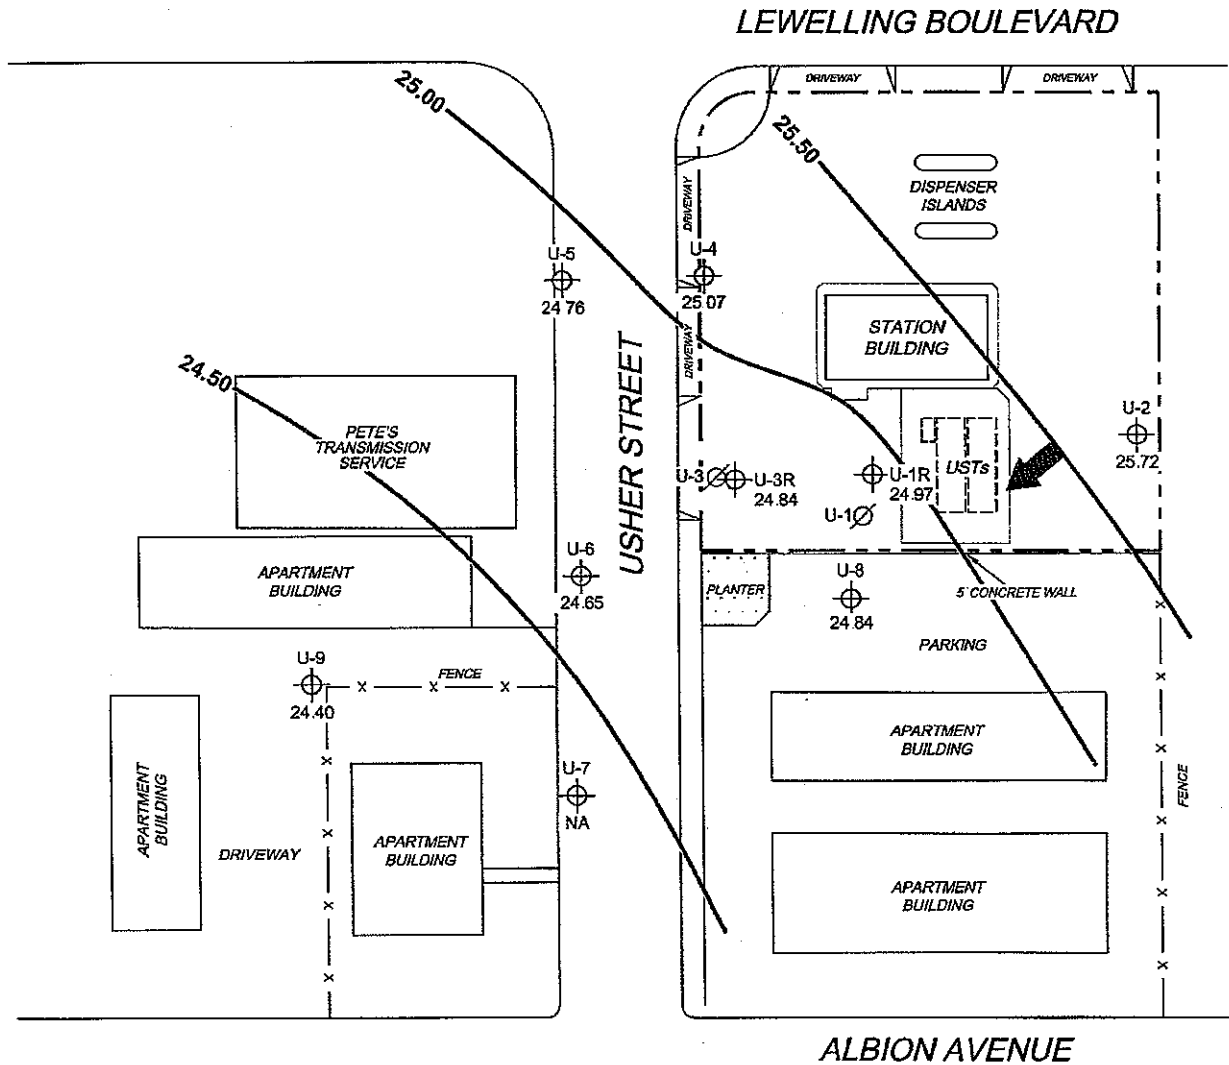 LEWELLING BOULEVARD
DRIVEWAY
DRIVEWAY
25.00
25.50
DISPENSER
ISLANDS
DRIVEWAY
U-5
24.76
U-4
25.07
STATION
BUILDING
DRIVEWAY
24.50
USHER STREET
PETE'S
TRANSMISSION
SERVICE
U-2
25.72
U-3
U-3R
24.84
U-1R
24.97
USTs
U-1
APARTMENT
BUILDING
U-6
24.65
PLANTER
U-8
24.84
5' CONCRETE WALL
PARKING
U-9
24.40
FENCE
APARTMENT
BUILDING
APARTMENT
BUILDING
U-7
NA
FENCE
DRIVEWAY
APARTMENT
BUILDING
APARTMENT
BUILDING
ALBION AVENUE